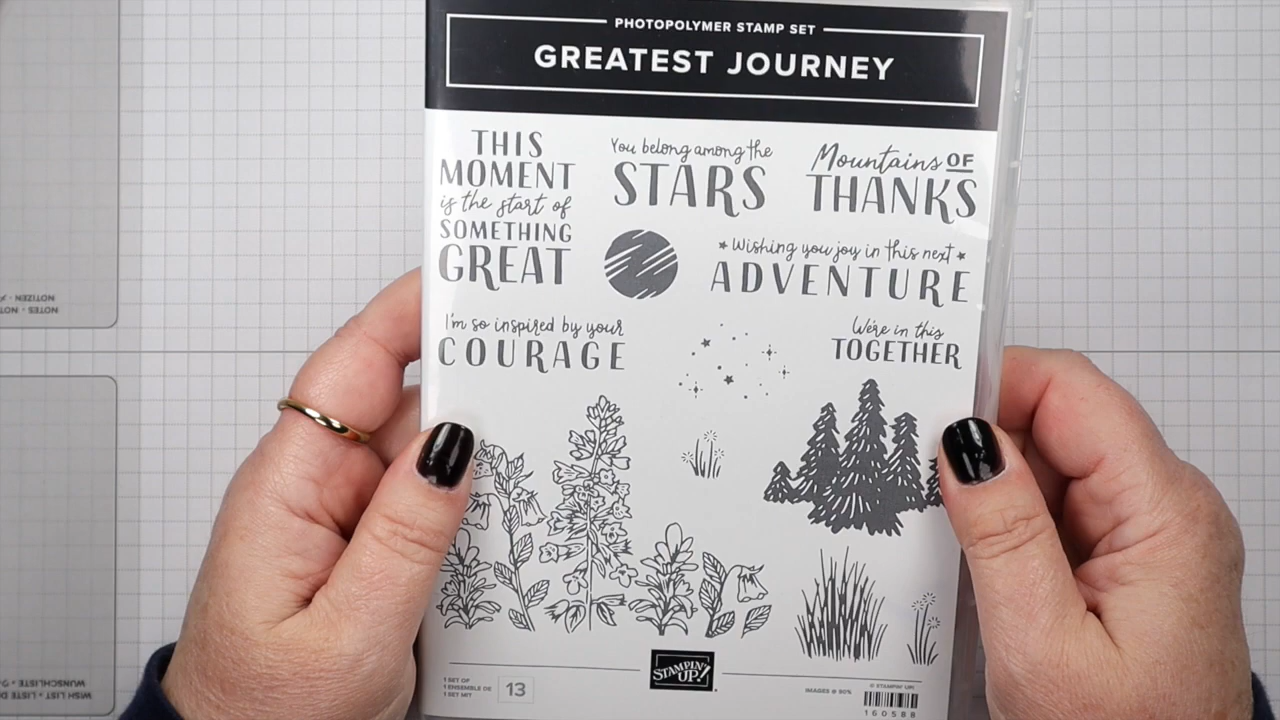 PHOTOPOLYMER STAMP SET
GREATEST JOURNEY
THIS
MOMENT
is the start of
SOMETHING
GREAT
You belong among the
STARS
Mountains OF
THANKS
Wishing you joy in this next
ADVENTURE
I'm so inspired by your
COURAGE
We're in this
TOGETHER
1 SET OF
1 ENSEMBLE DE
1 SET MIT
13
STAMPIN' UP!
IMAGES @ 90%
© STAMPIN' UP!
160588
NOTES • NOTIZEN
NOTES • NOT
WUNSCHLISTE
WISH LIST • LISTE D